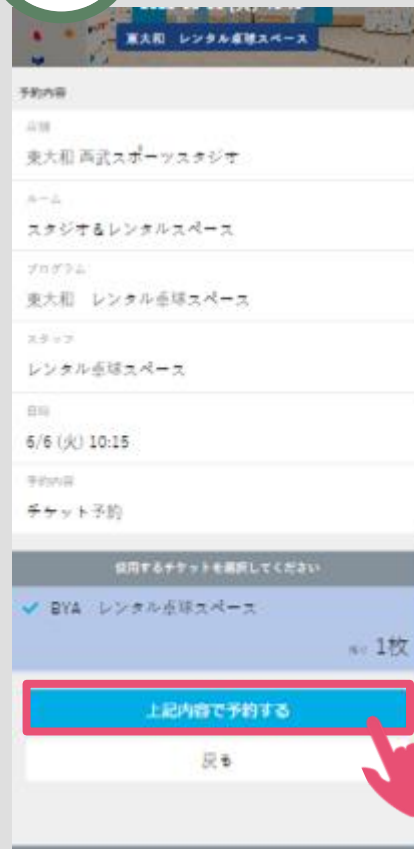 東大和　レンタル卓球スペース
予約内容
店舗
東大和 西武スポーツスタジオ
ルーム
スタジオ＆レンタルスペース
プログラム
東大和　レンタル卓球スペース
スタッフ
レンタル卓球スペース
日時
6/6 (火) 10:15
予約内容
チケット予約
使用するチケットを選択してください
BYA　レンタル卓球スペース
残り 1枚
上記内容で予約する
戻る